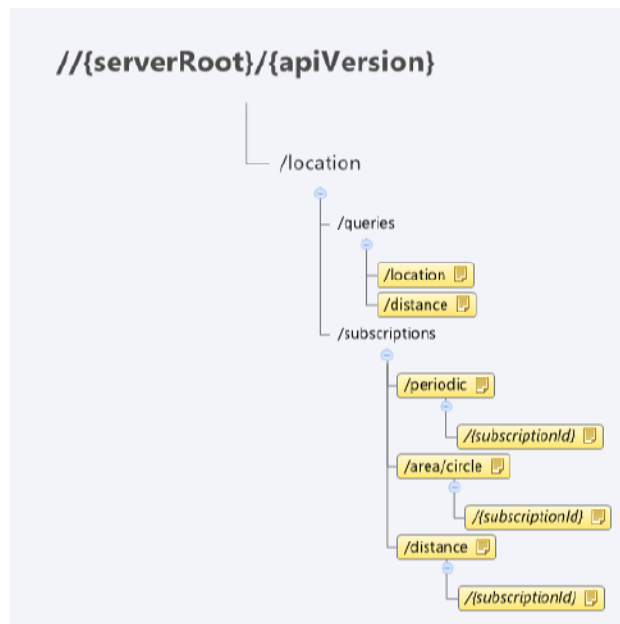 //{serverRoot}/{apiVersion}
/location
/queries
/location
/distance
/subscriptions
/periodic
/{subscriptionId}
/area/circle
/{subscriptionId}
/distance
/{subscriptionId}